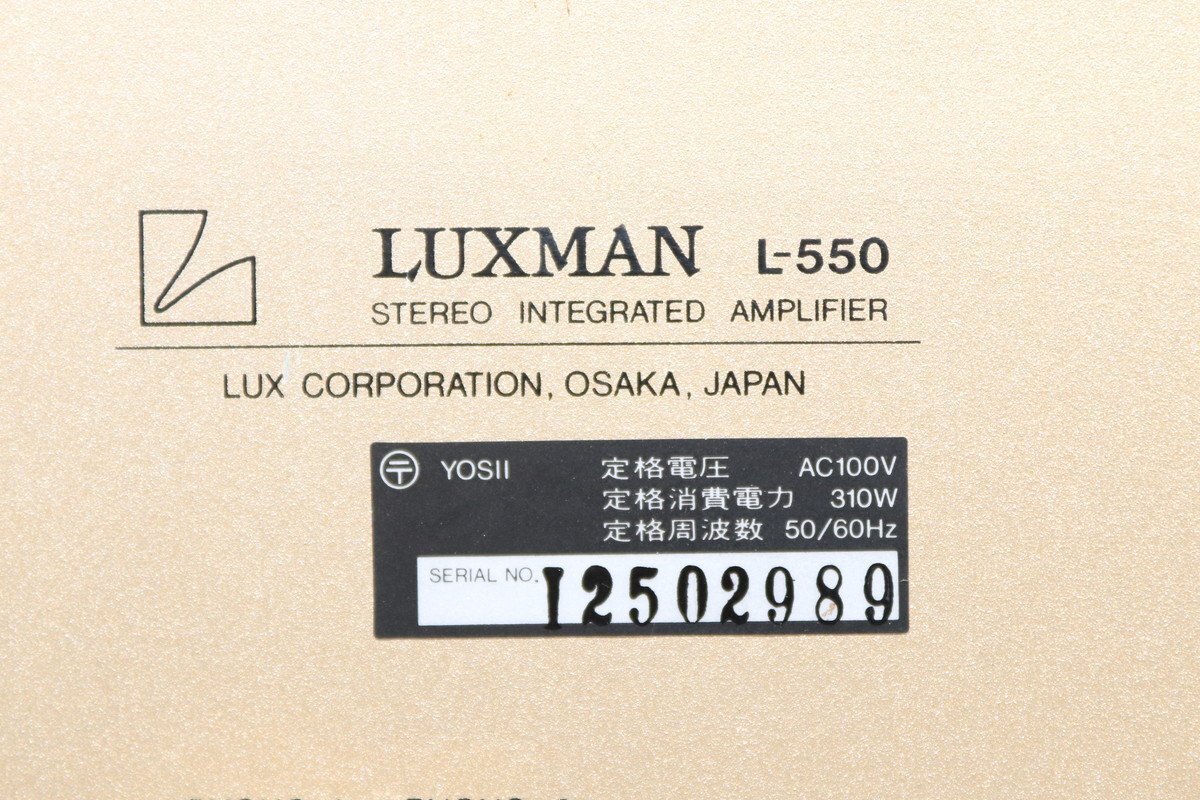 LUXMAN L-550
STEREO INTEGRATED AMPLIFIER
LUX CORPORATION, OSAKA, JAPAN
〒 YOSII 定格電圧 AC100V
定格消費電力 310W
定格周波数 50/60Hz
SERIAL NO. I2502989